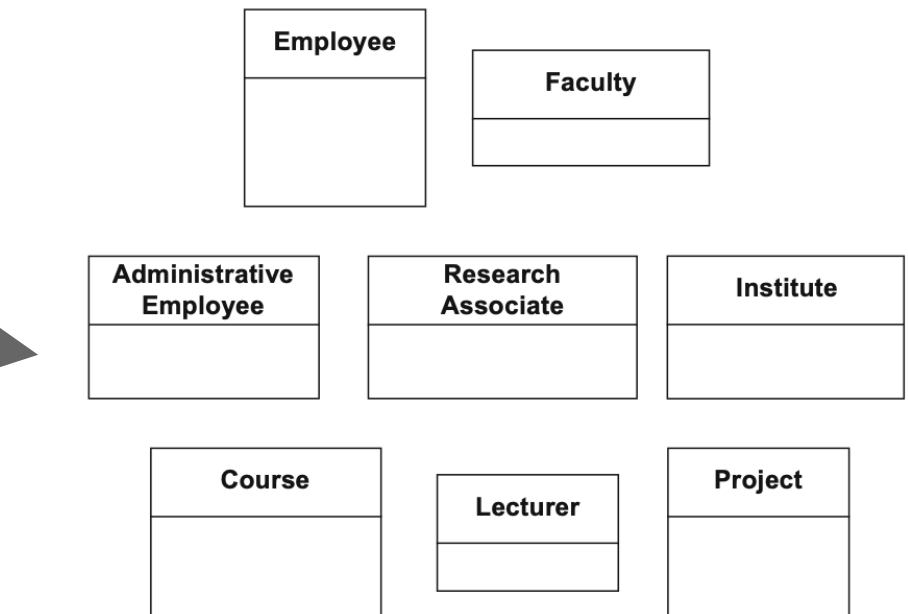 Employee
Faculty
Administrative
Employee
Research
Associate
Institute
Course
Lecturer
Project